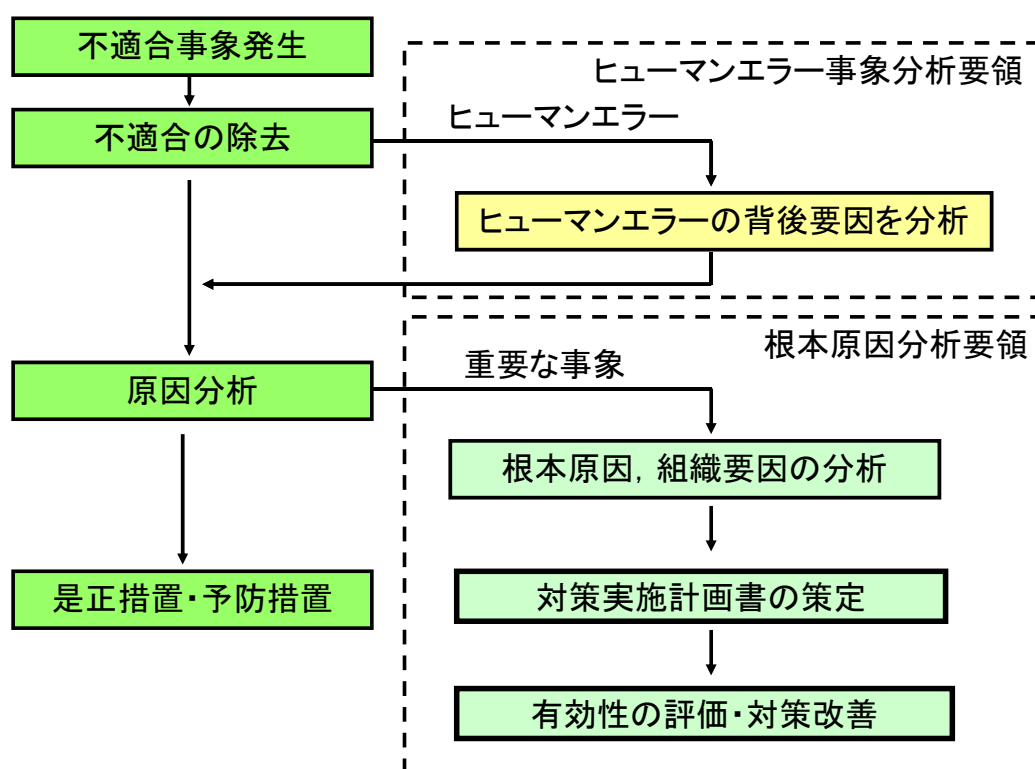 不適合事象発生
ヒューマンエラー事象分析要領
不適合の除去
ヒューマンエラー
ヒューマンエラーの背後要因を分析
根本原因分析要領
原因分析
重要な事象
根本原因,組織要因の分析
是正措置・予防措置
対策実施計画書の策定
有効性の評価・対策改善